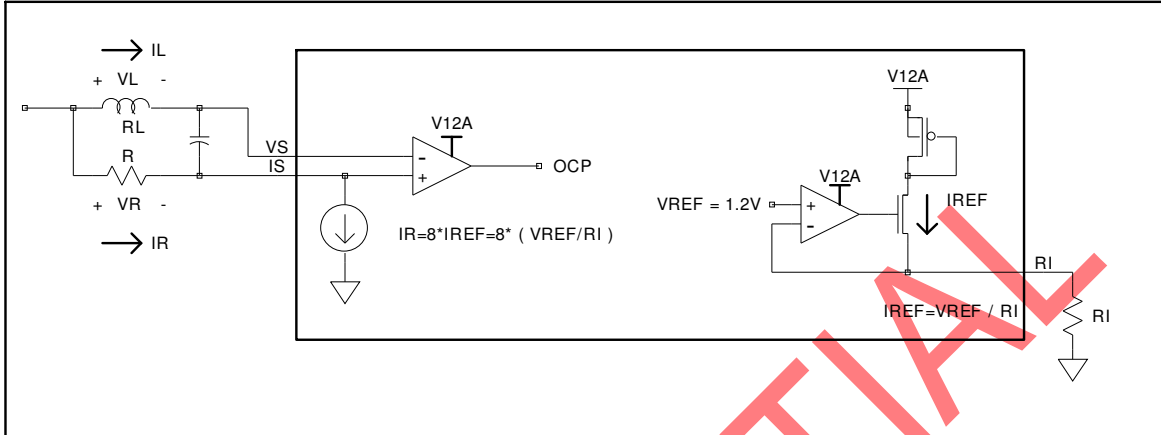 IL
+ VL -
RL
R
+ VR -
IR
VS
IS
V12A
-
+
OCP
IR=8*IREF=8* ( VREF/RI )
V12A
V12A
VREF = 1.2V
+
-
IREF
RI
IREF=VREF / RI
RI
TIAL